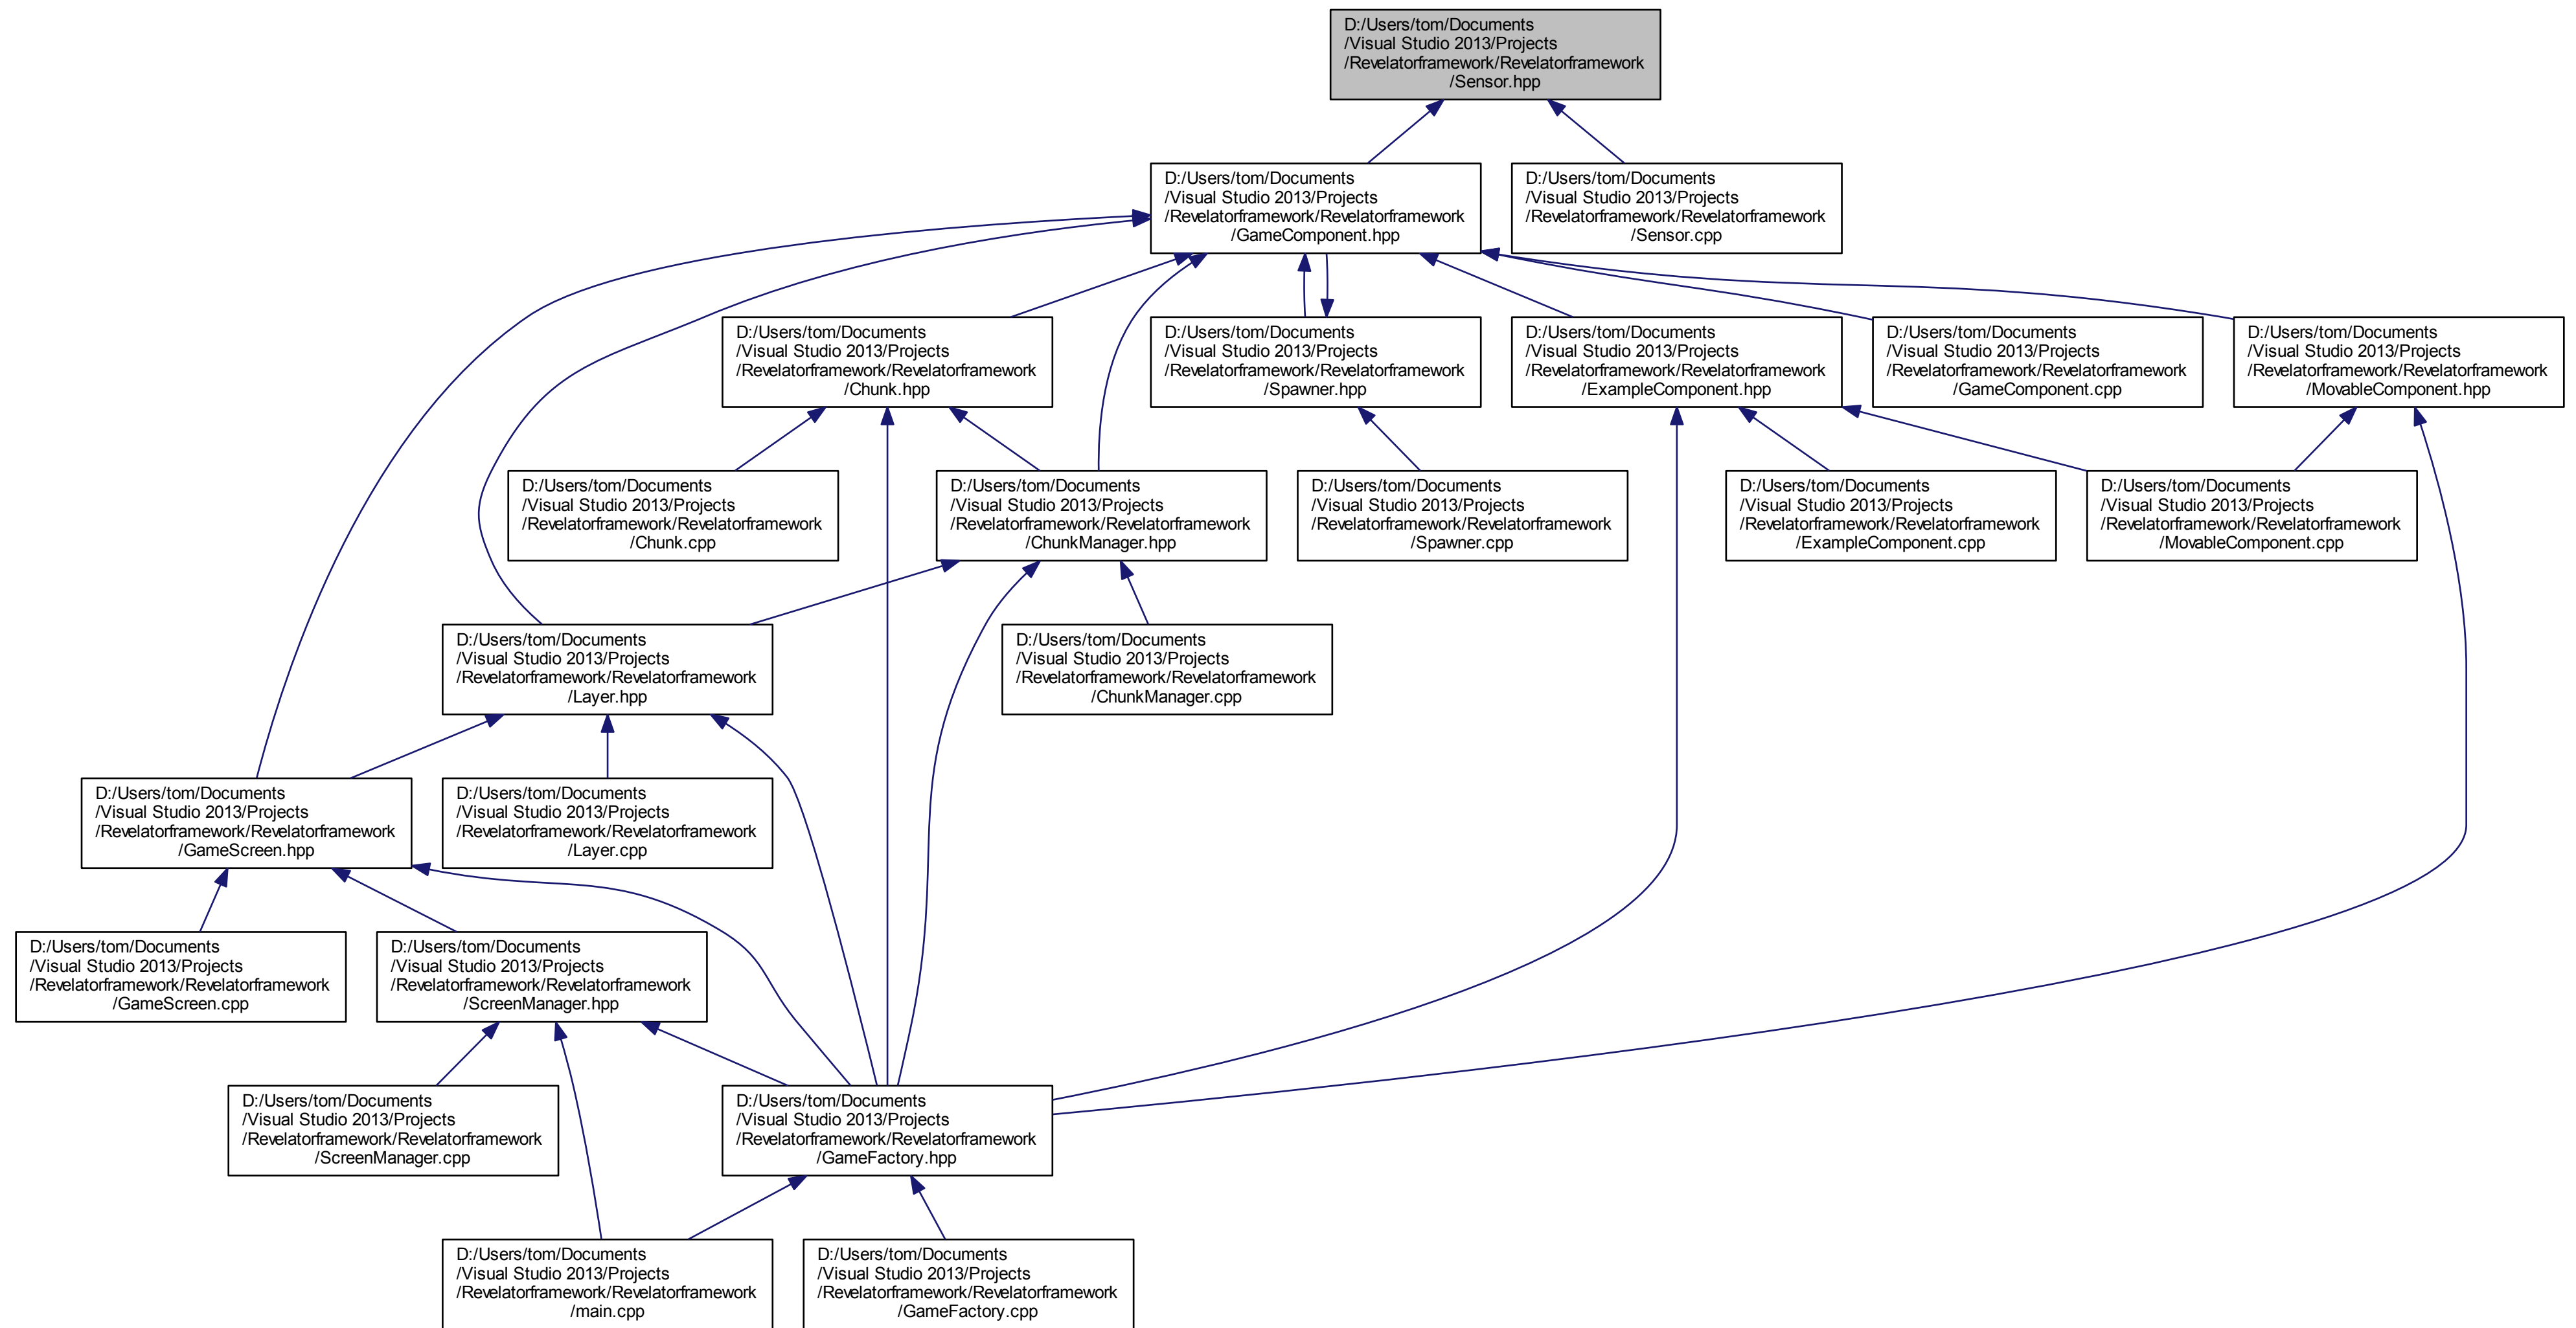 D:/Users/tom/Documents
/Visual Studio 2013/Projects
/Revelatorframework/Revelatorframework
/Sensor.hpp
D:/Users/tom/Documents
/Visual Studio 2013/Projects
/Revelatorframework/Revelatorframework
/GameComponent.hpp
D:/Users/tom/Documents
/Visual Studio 2013/Projects
/Revelatorframework/Revelatorframework
/Sensor.cpp
D:/Users/tom/Documents
/Visual Studio 2013/Projects
/Revelatorframework/Revelatorframework
/Chunk.hpp
D:/Users/tom/Documents
/Visual Studio 2013/Projects
/Revelatorframework/Revelatorframework
/Spawner.hpp
D:/Users/tom/Documents
/Visual Studio 2013/Projects
/Revelatorframework/Revelatorframework
/ExampleComponent.hpp
D:/Users/tom/Documents
/Visual Studio 2013/Projects
/Revelatorframework/Revelatorframework
/GameComponent.cpp
D:/Users/tom/Documents
/Visual Studio 2013/Projects
/Revelatorframework/Revelatorframework
/MovableComponent.hpp
D:/Users/tom/Documents
/Visual Studio 2013/Projects
/Revelatorframework/Revelatorframework
/Chunk.cpp
D:/Users/tom/Documents
/Visual Studio 2013/Projects
/Revelatorframework/Revelatorframework
/ChunkManager.hpp
D:/Users/tom/Documents
/Visual Studio 2013/Projects
/Revelatorframework/Revelatorframework
/Spawner.cpp
D:/Users/tom/Documents
/Visual Studio 2013/Projects
/Revelatorframework/Revelatorframework
/ExampleComponent.cpp
D:/Users/tom/Documents
/Visual Studio 2013/Projects
/Revelatorframework/Revelatorframework
/MovableComponent.cpp
D:/Users/tom/Documents
/Visual Studio 2013/Projects
/Revelatorframework/Revelatorframework
/Layer.hpp
D:/Users/tom/Documents
/Visual Studio 2013/Projects
/Revelatorframework/Revelatorframework
/ChunkManager.cpp
D:/Users/tom/Documents
/Visual Studio 2013/Projects
/Revelatorframework/Revelatorframework
/GameScreen.hpp
D:/Users/tom/Documents
/Visual Studio 2013/Projects
/Revelatorframework/Revelatorframework
/Layer.cpp
D:/Users/tom/Documents
/Visual Studio 2013/Projects
/Revelatorframework/Revelatorframework
/GameScreen.cpp
D:/Users/tom/Documents
/Visual Studio 2013/Projects
/Revelatorframework/Revelatorframework
/ScreenManager.hpp
D:/Users/tom/Documents
/Visual Studio 2013/Projects
/Revelatorframework/Revelatorframework
/ScreenManager.cpp
D:/Users/tom/Documents
/Visual Studio 2013/Projects
/Revelatorframework/Revelatorframework
/GameFactory.hpp
D:/Users/tom/Documents
/Visual Studio 2013/Projects
/Revelatorframework/Revelatorframework
/main.cpp
D:/Users/tom/Documents
/Visual Studio 2013/Projects
/Revelatorframework/Revelatorframework
/GameFactory.cpp